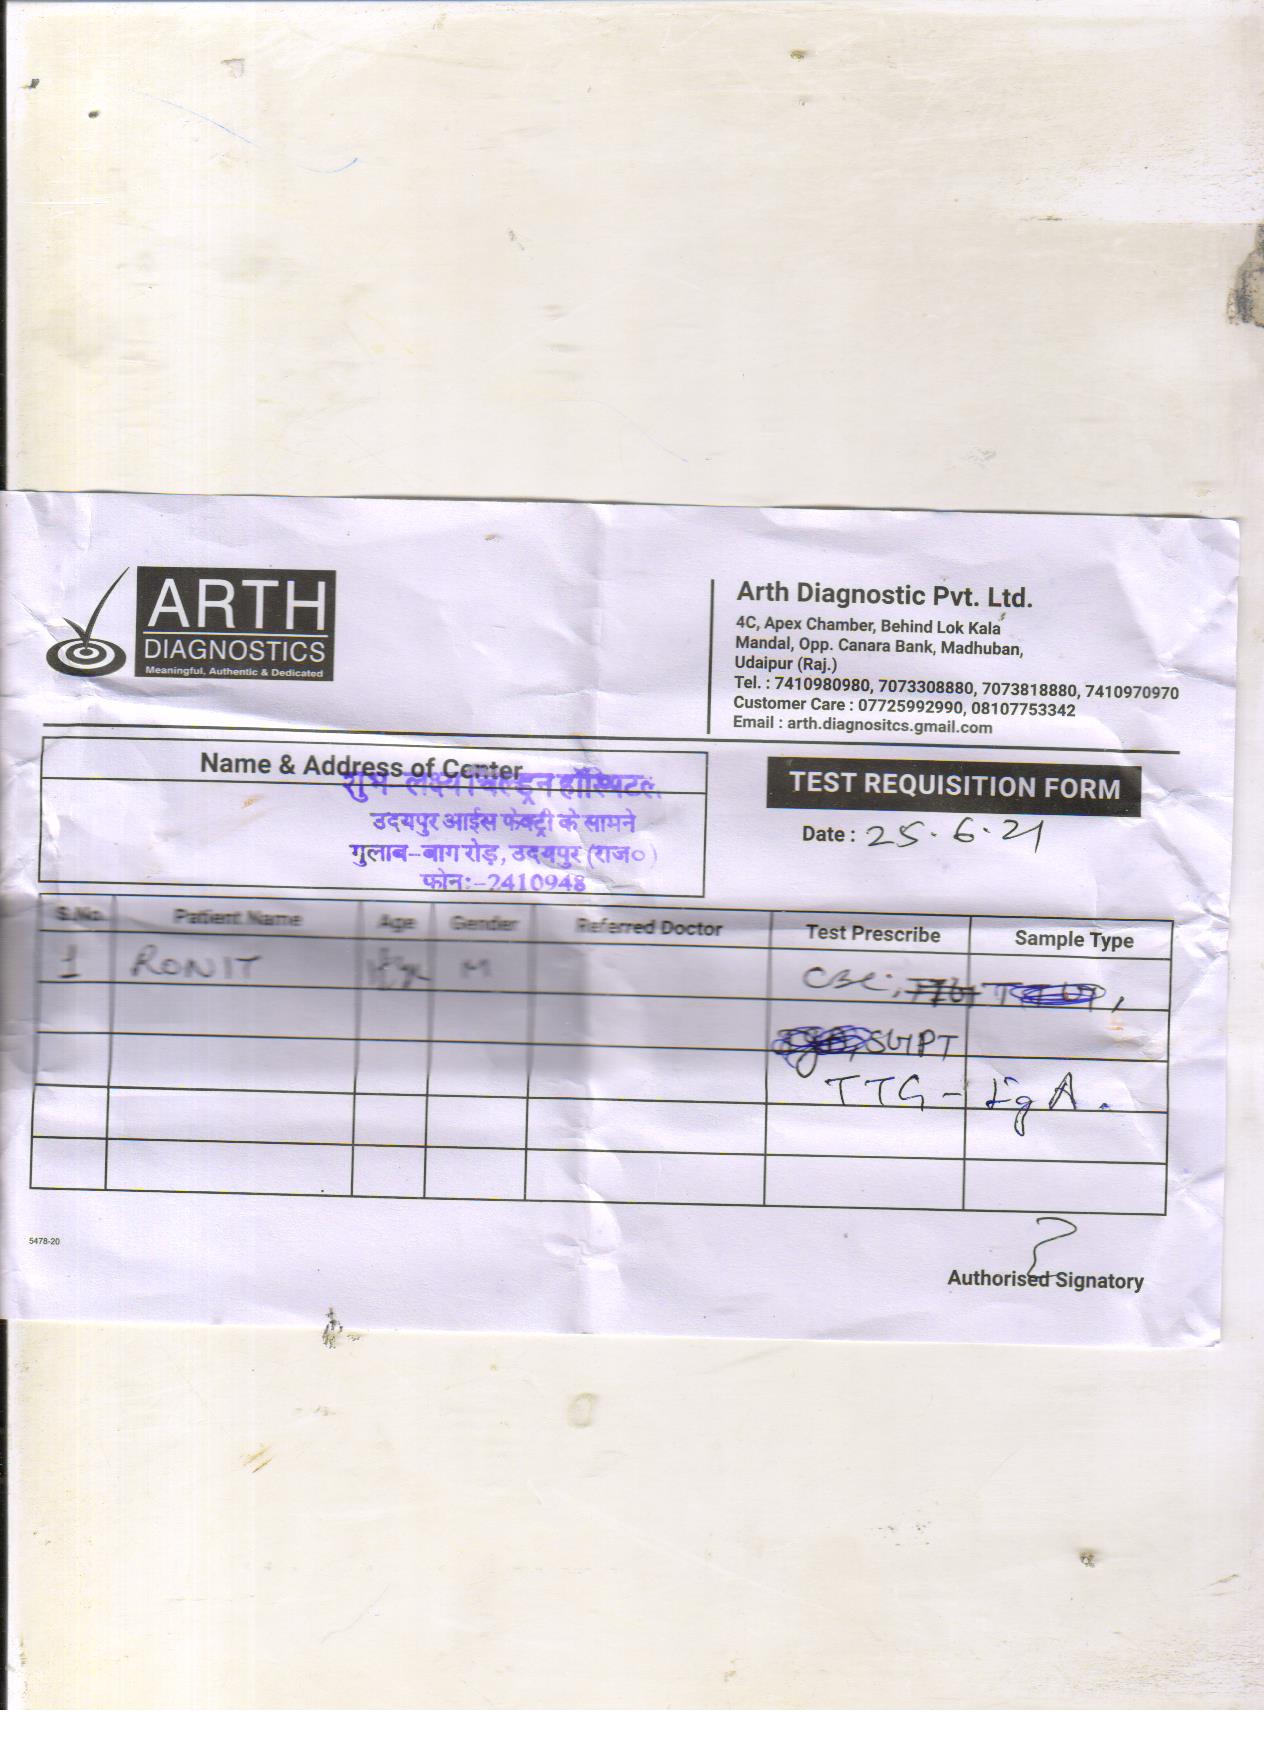 ARTH
DIAGNOSTICS
Meaningful, Authentic & Dedicated
Arth Diagnostic Pvt. Ltd.
4C, Apex Chamber, Behind Lok Kala
Mandal, Opp. Canara Bank, Madhuban,
Udaipur (Raj.)
Tel. : 7410980980, 7073308880, 7073818880, 7410970970
Customer Care : 07725992990, 08107753342
Email : arth.diagnositcs.gmail.com
Name & Address of Center
शुभ लक्ष्य चिल्ड्रन हॉस्पिटल
उदयपुर आईस फेक्ट्री के सामने
गुलाब-बाग रोड़, उदयपुर (राज०)
फोन:-2410948
TEST REQUISITION FORM
Date : 25.6.21
S.No. Patient Name Age Gender Referred Doctor Test Prescribe Sample Type
1 RONIT M CBC,
SGPT
TTG - IgA.
5478-20
Authorised Signatory